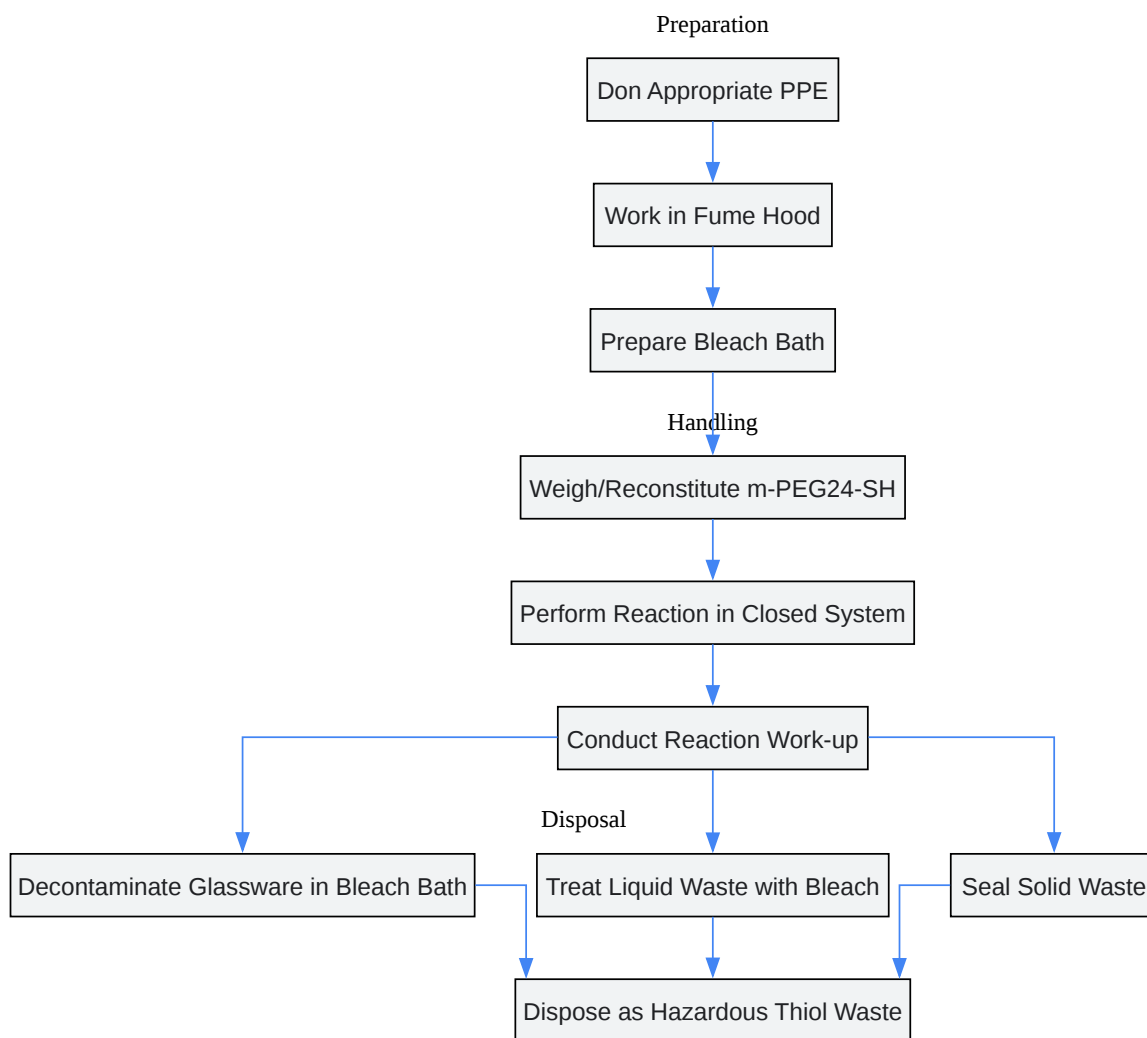 Preparation
Don Appropriate PPE
Work in Fume Hood
Prepare Bleach Bath
Handling
Weigh/Reconstitute m-PEG24-SH
Perform Reaction in Closed System
Conduct Reaction Work-up
Disposal
Decontaminate Glassware in Bleach Bath
Treat Liquid Waste with Bleach
Seal Solid Waste
Dispose as Hazardous Thiol Waste